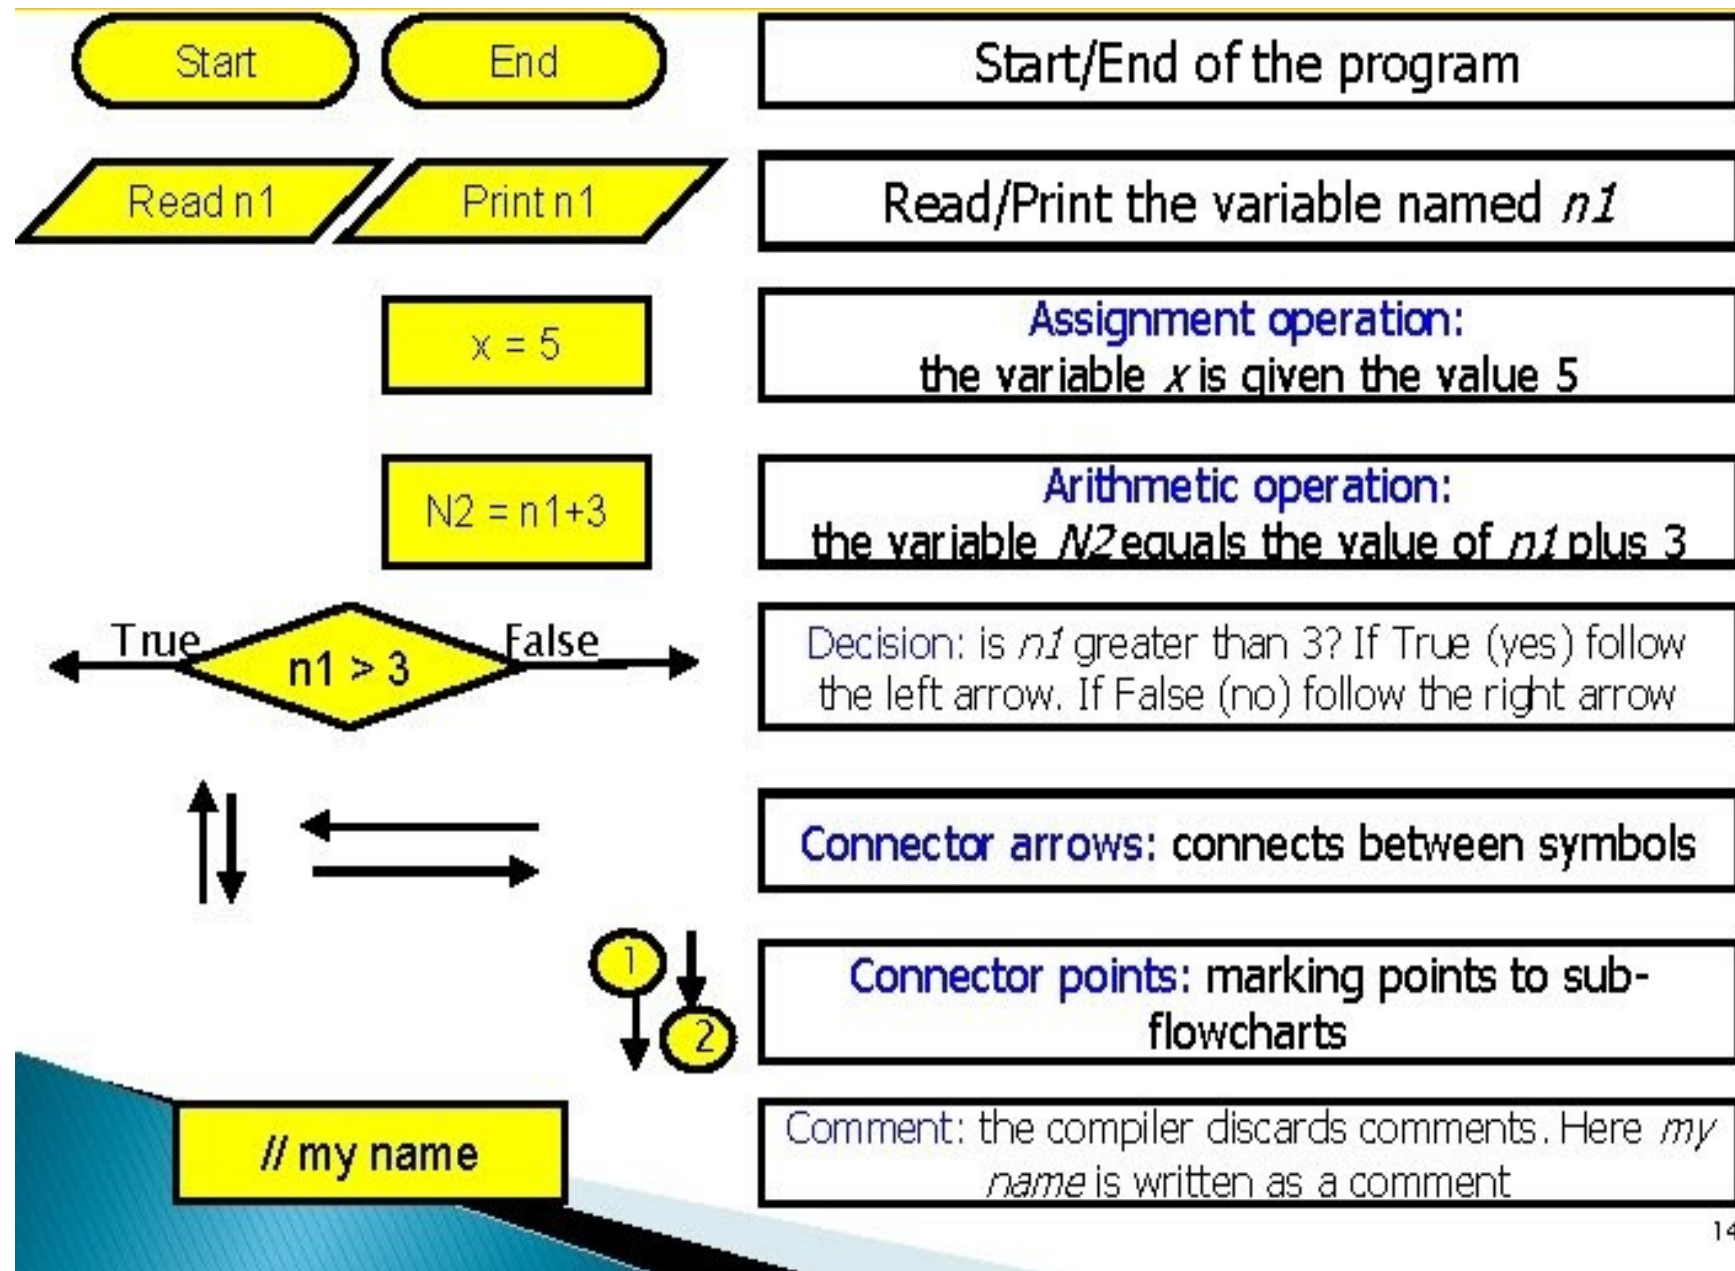 Start
End
Start/End of the program
Read n1
Print n1
Read/Print the variable named n1
x = 5
Assignment operation:
the variable x is given the value 5
N2 = n1+3
Arithmetic operation:
the variable N2 equals the value of n1 plus 3
True
n1 > 3
False
Decision: is n1 greater than 3? If True (yes) follow
the left arrow. If False (no) follow the right arrow
Connector arrows: connects between symbols
1
2
Connector points: marking points to sub-
flowcharts
// my name
Comment: the compiler discards comments. Here my
name is written as a comment
14